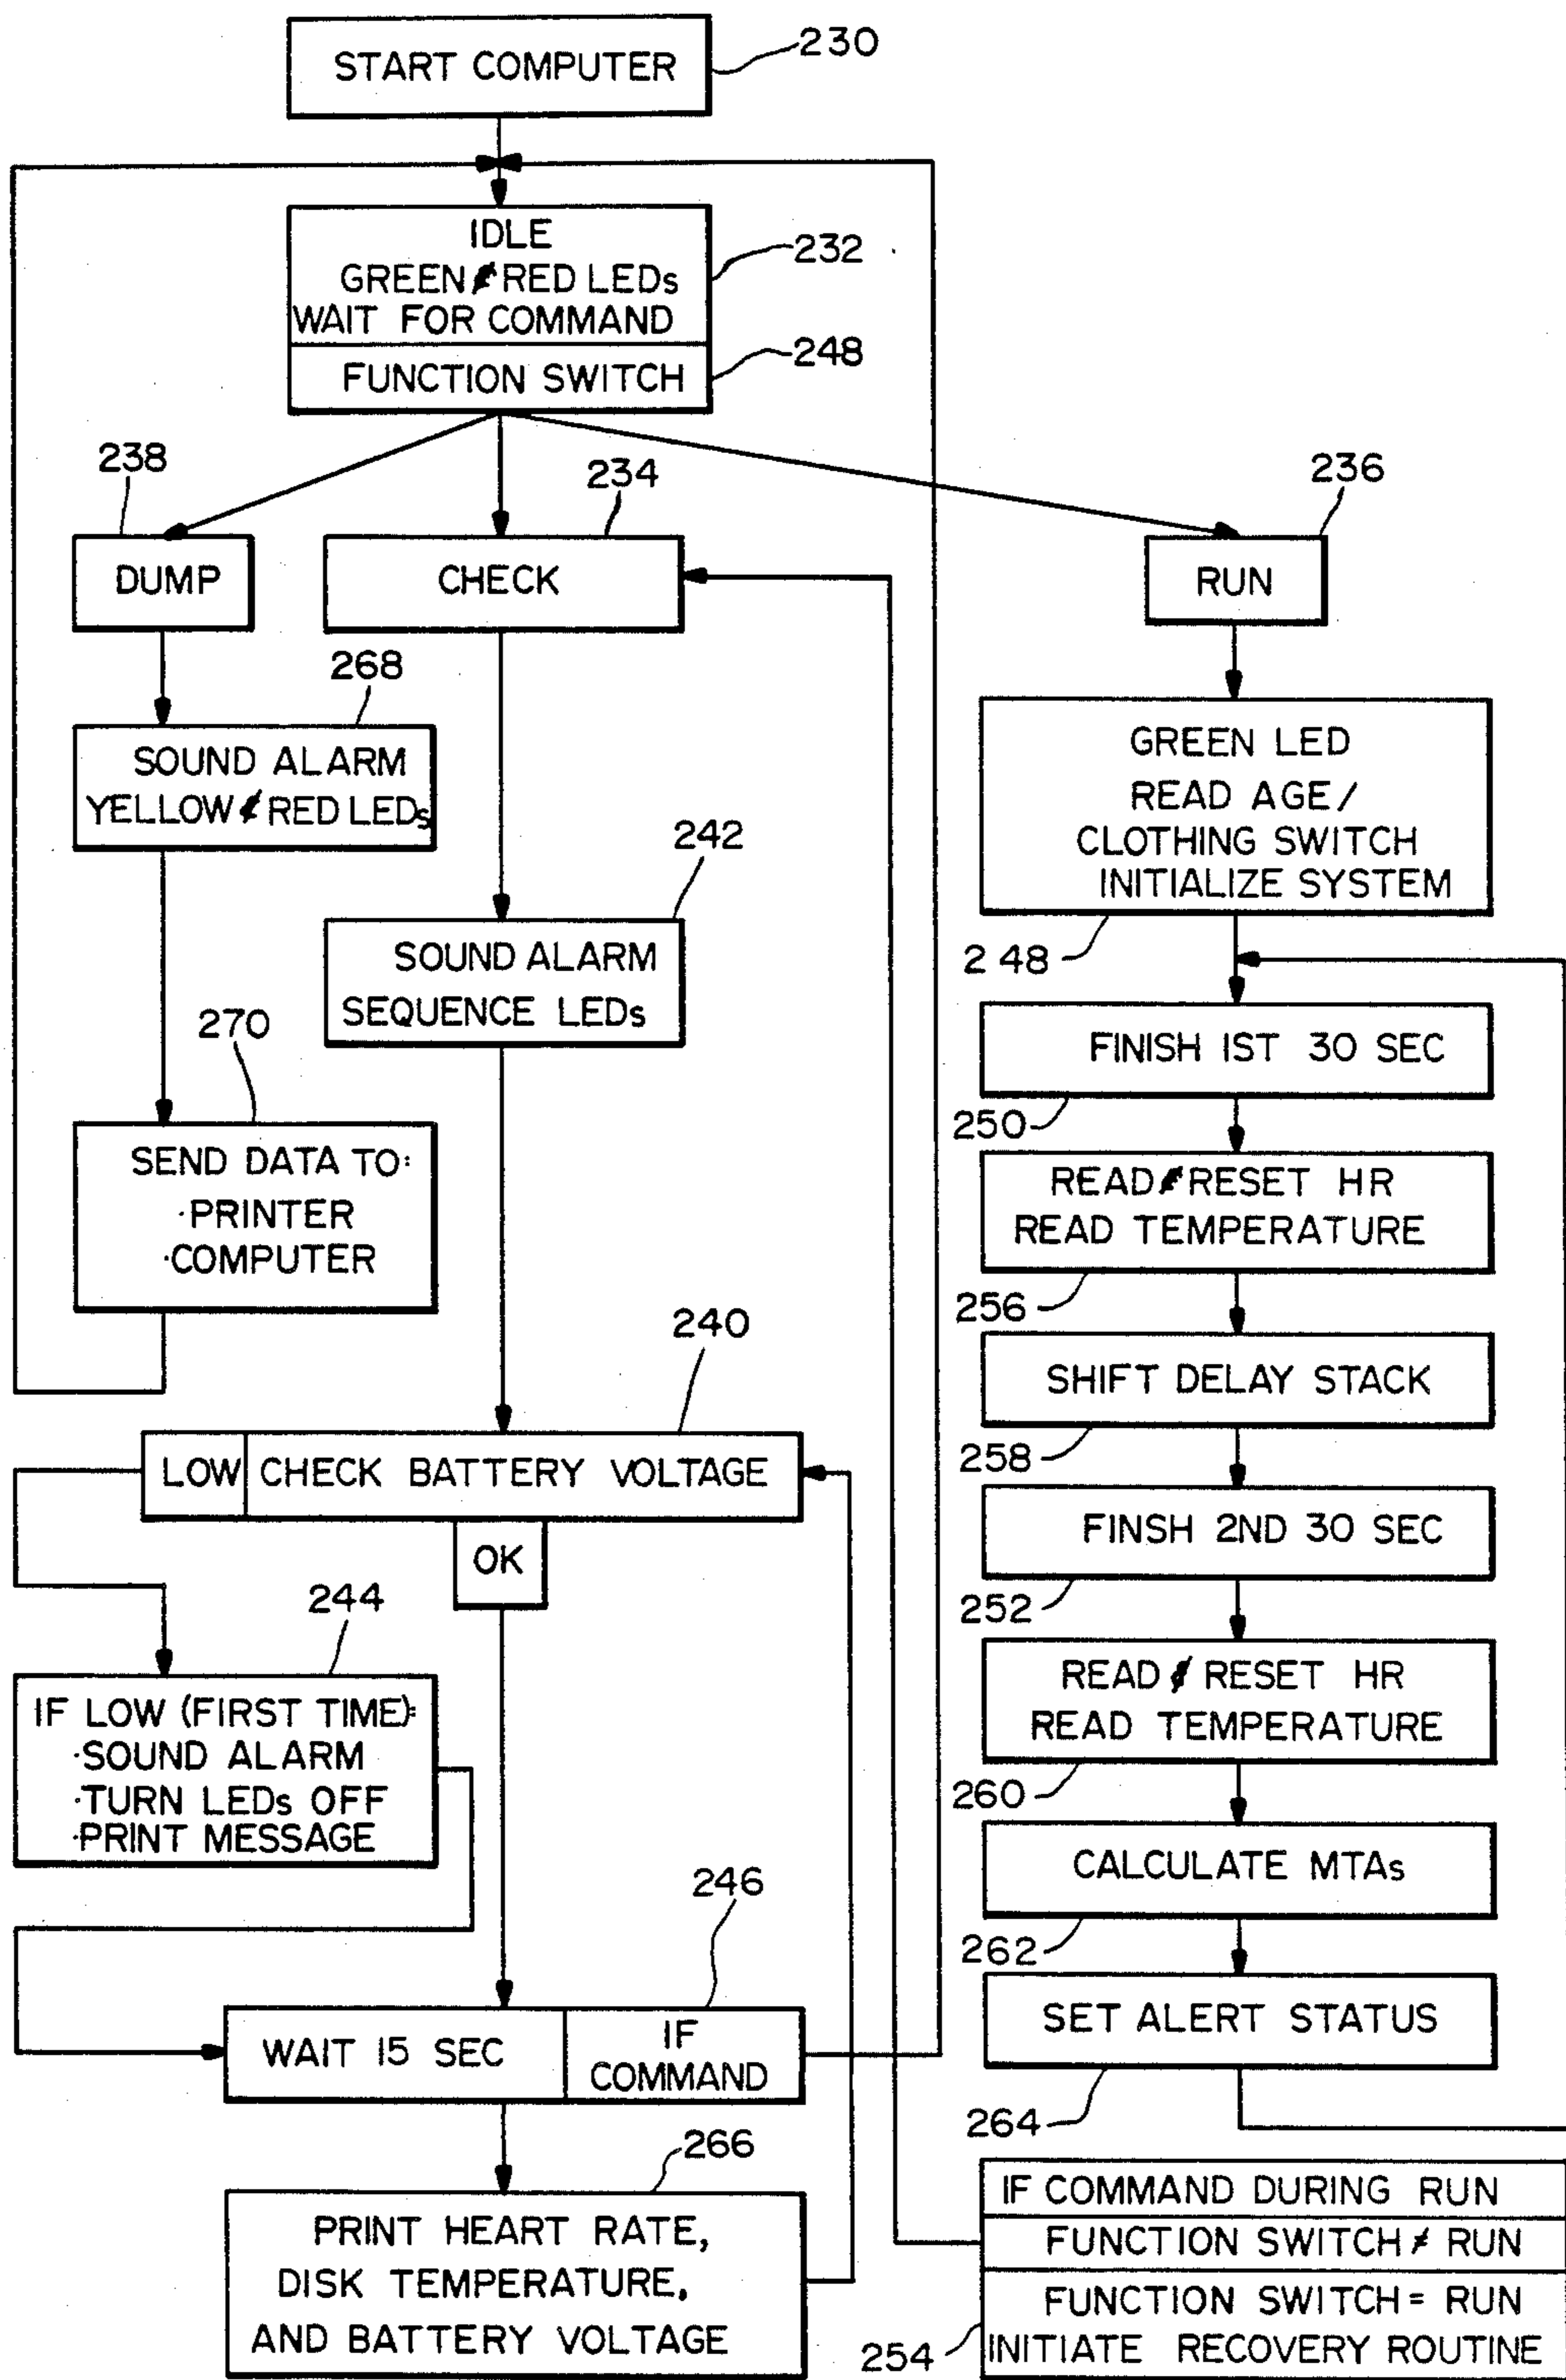 START COMPUTER
230
IDLE
GREEN & RED LEDs
WAIT FOR COMMAND
232
FUNCTION SWITCH
248
238
234
236
DUMP
CHECK
RUN
268
SOUND ALARM
YELLOW & RED LEDs
GREEN LED
READ AGE/
CLOTHING SWITCH
INITIALIZE SYSTEM
248
242
SOUND ALARM
SEQUENCE LEDs
270
SEND DATA TO:
·PRINTER
·COMPUTER
FINISH 1ST 30 SEC
250
READ & RESET HR
READ TEMPERATURE
256
240
LOW
CHECK BATTERY VOLTAGE
OK
SHIFT DELAY STACK
258
FINSH 2ND 30 SEC
252
244
IF LOW (FIRST TIME):
·SOUND ALARM
·TURN LEDs OFF
·PRINT MESSAGE
READ & RESET HR
READ TEMPERATURE
260
CALCULATE MTAs
262
246
WAIT 15 SEC
IF
COMMAND
SET ALERT STATUS
264
266
PRINT HEART RATE,
DISK TEMPERATURE,
AND BATTERY VOLTAGE
IF COMMAND DURING RUN
FUNCTION SWITCH ≠ RUN
FUNCTION SWITCH = RUN
INITIATE RECOVERY ROUTINE
254